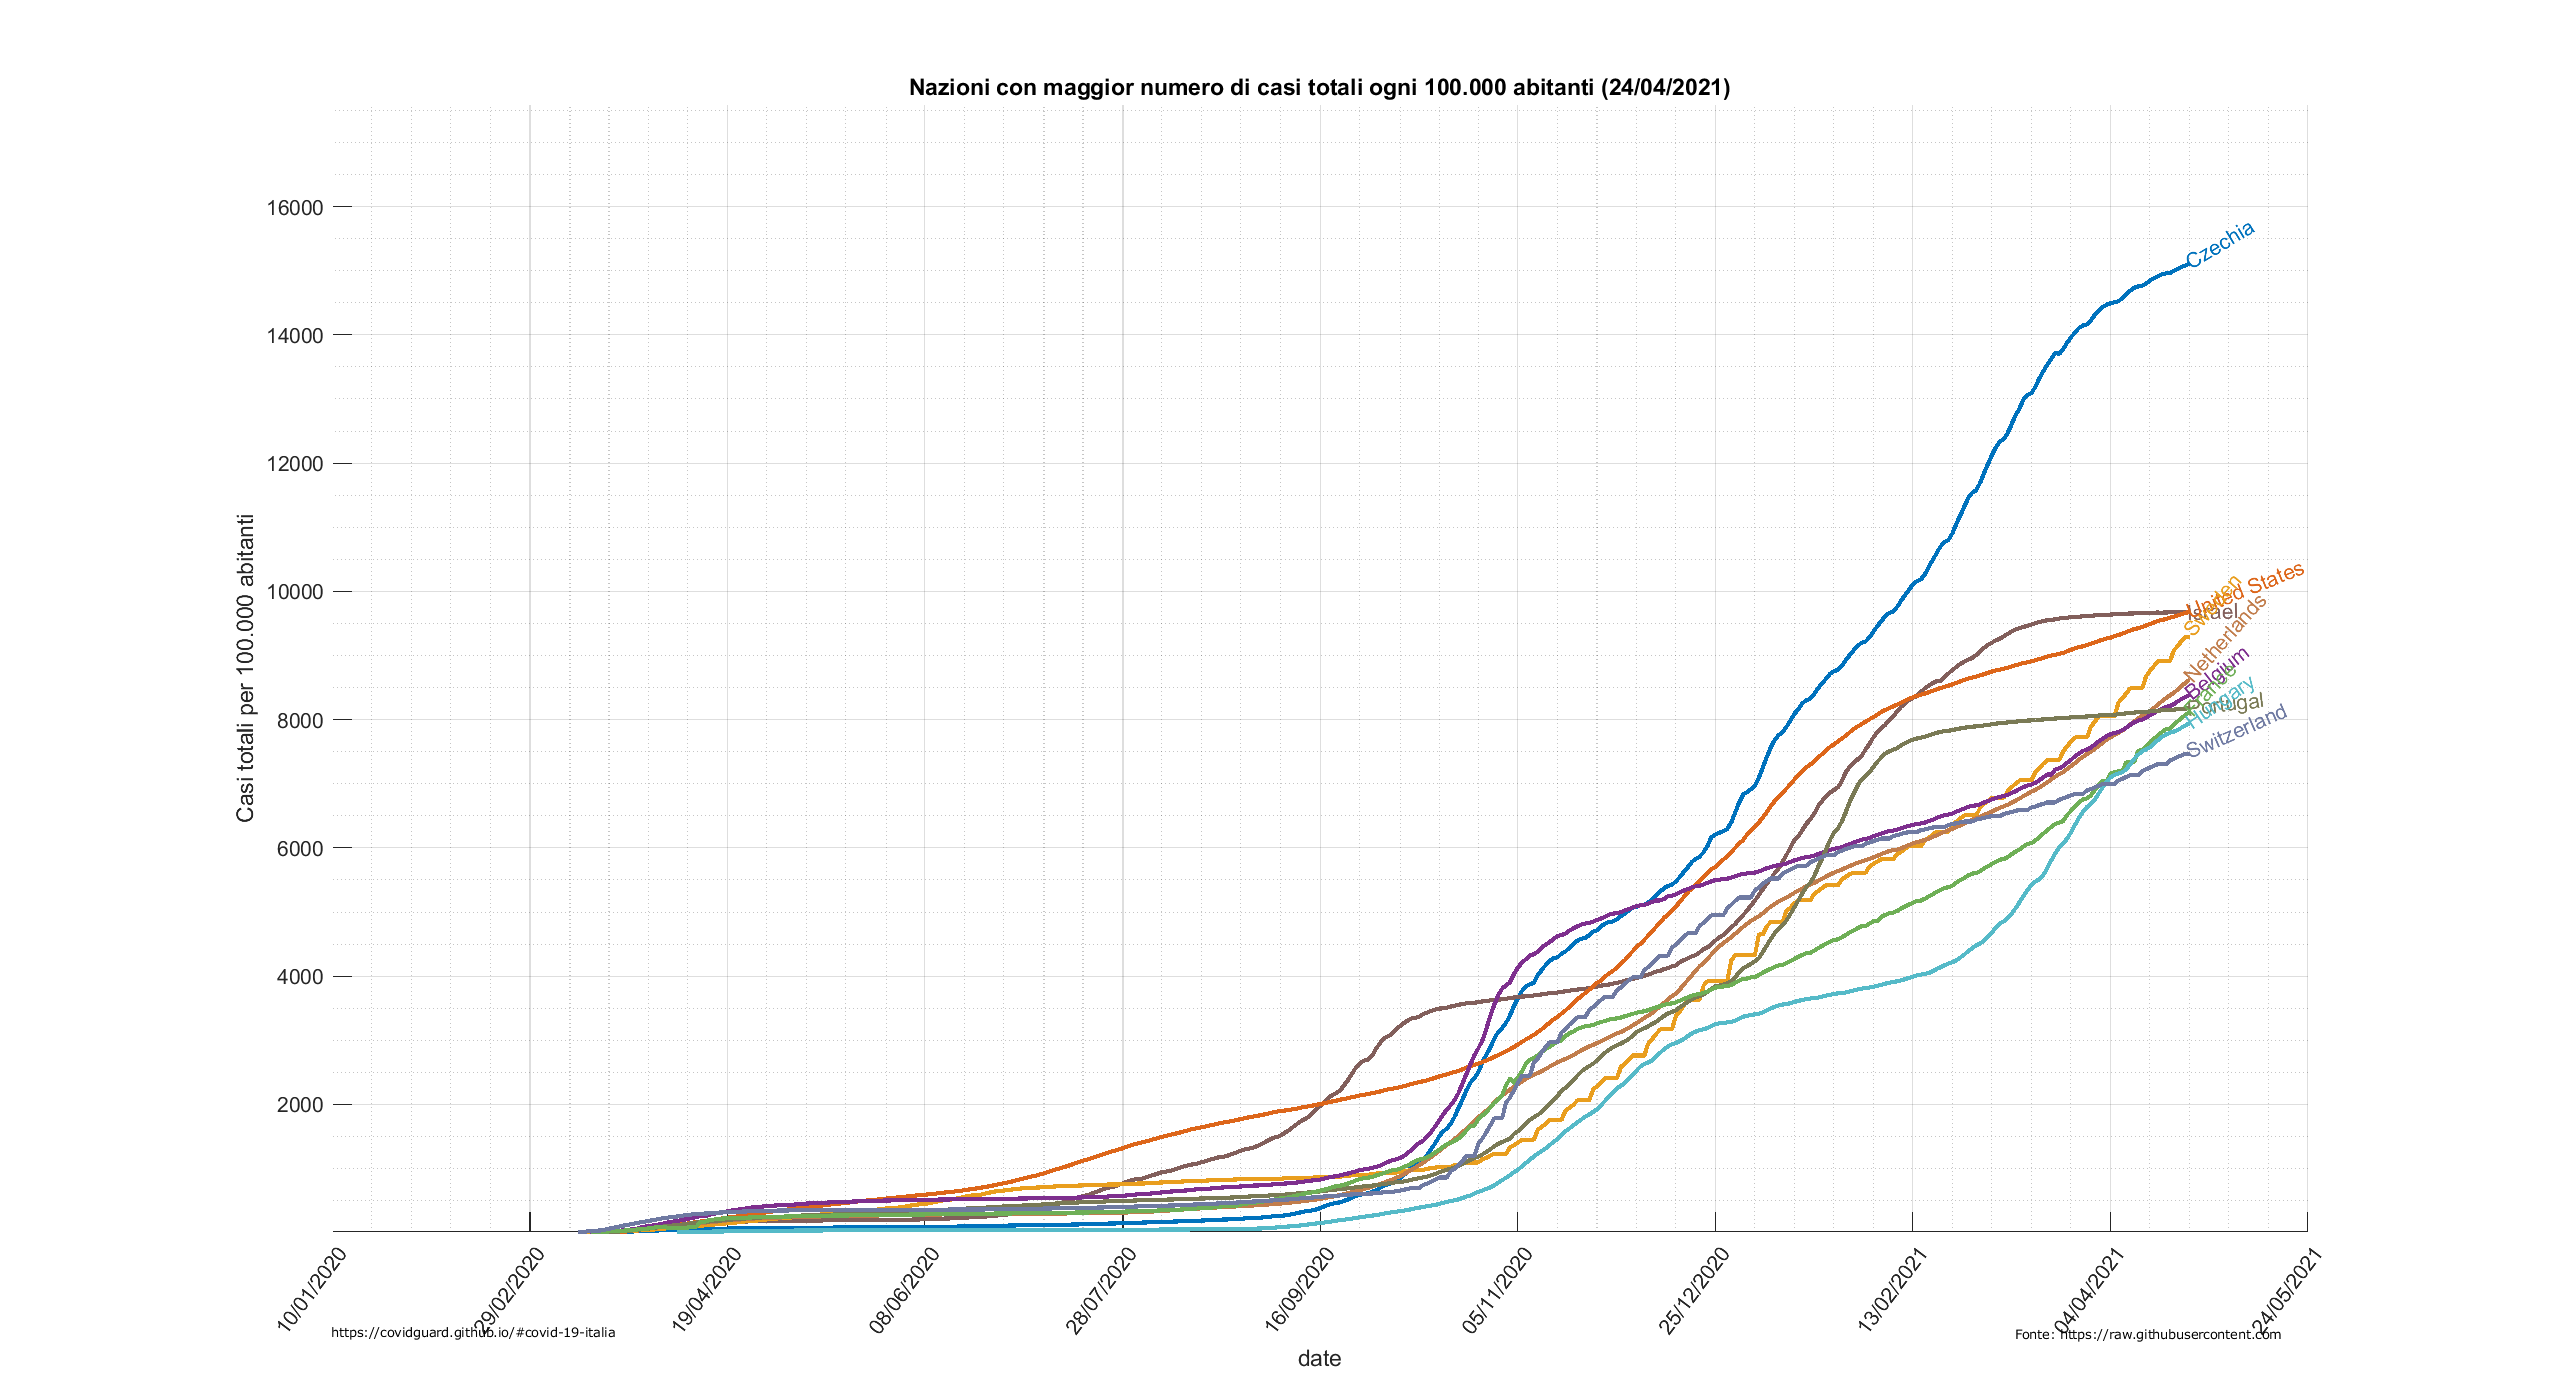 Nazioni con maggior numero di casi totali ogni 100.000 abitanti (24/04/2021)
Casi totali per 100.000 abitanti
16000
14000
12000
10000
8000
6000
4000
2000
Czechia
United States
Israel
Sweden
Netherlands
Belgium
France
Portugal
Hungary
Switzerland
10/01/2020
29/02/2020
19/04/2020
08/06/2020
28/07/2020
16/09/2020
05/11/2020
25/12/2020
13/02/2021
04/04/2021
24/05/2021
https://covidguard.github.io/#covid-19-italia
Fonte: https://raw.githubusercontent.com
date